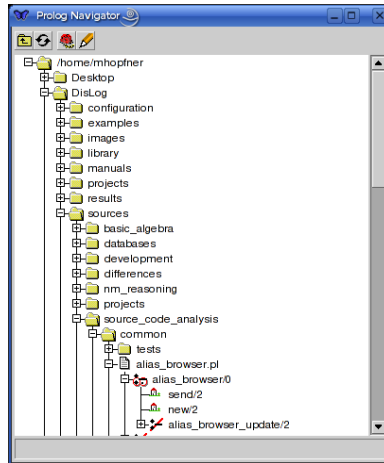 Prolog Navigator
/home/mhopfner
Desktop
DisLog
configuration
examples
images
library
manuals
projects
results
sources
basic_algebra
databases
development
differences
nm_reasoning
projects
source_code_analysis
common
tests
alias_browser.pl
alias_browser/0
send/2
new/2
alias_browser_update/2